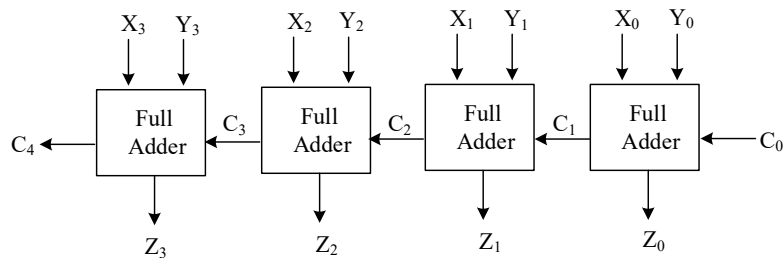 X₃ Y₃ X₂ Y₂ X₁ Y₁ X₀ Y₀
Full Full Full Full
Adder Adder Adder Adder
C₄ C₃ C₂ C₁ C₀
Z₃ Z₂ Z₁ Z₀